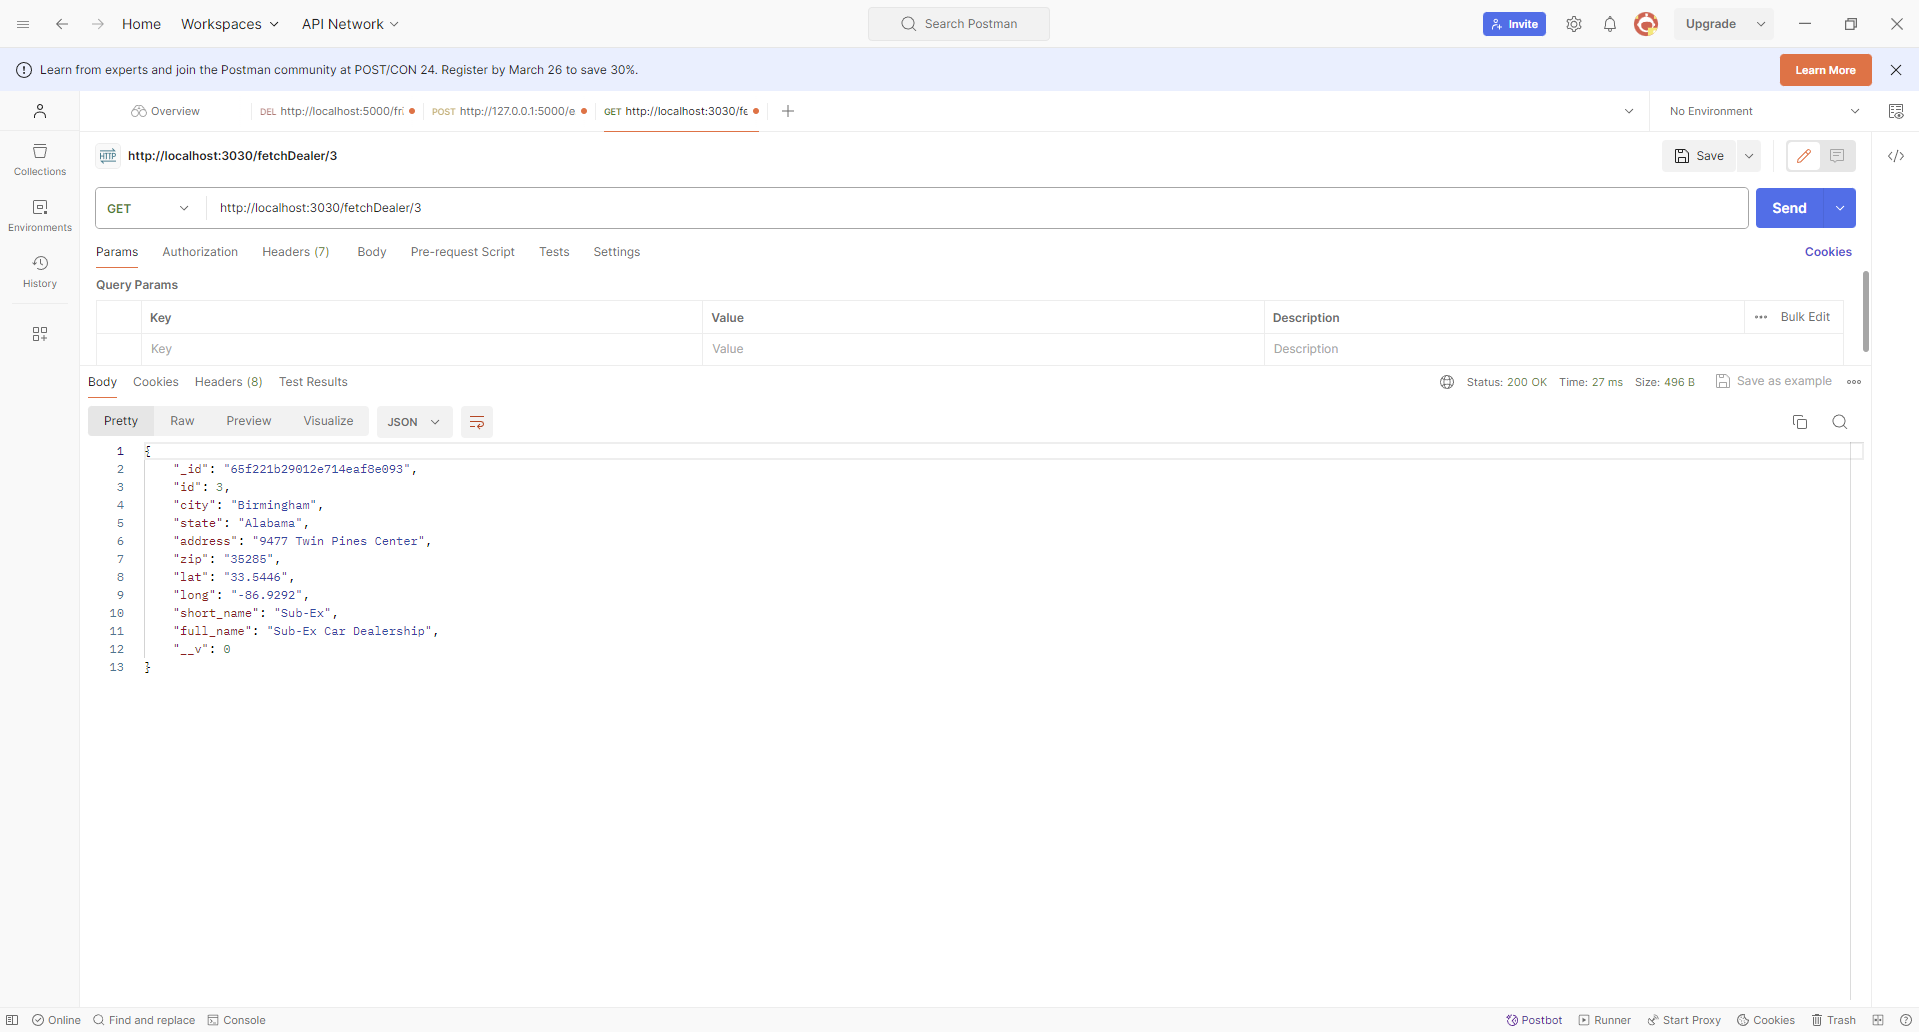 Home Workspaces API Network Search Postman Invite Upgrade
Learn from experts and join the Postman community at POST/CON 24. Register by March 26 to save 30%. Learn More
Overview DEL http://localhost:5000/fri POST http://127.0.0.1:5000/e GET http://localhost:3030/fe No Environment
HTTP http://localhost:3030/fetchDealer/3 Save
Collections
GET http://localhost:3030/fetchDealer/3 Send
Environments
Params Authorization Headers (7) Body Pre-request Script Tests Settings Cookies
History
Query Params
Key Value Description Bulk Edit
Key Value Description
Body Cookies Headers (8) Test Results Status: 200 OK Time: 27 ms Size: 496 B Save as example
Pretty Raw Preview Visualize JSON
1 {
2 "_id": "65f221b29012e714eaf8e093",
3 "id": 3,
4 "city": "Birmingham",
5 "state": "Alabama",
6 "address": "9477 Twin Pines Center",
7 "zip": "35285",
8 "lat": "33.5446",
9 "long": "-86.9292",
10 "short_name": "Sub-Ex",
11 "full_name": "Sub-Ex Car Dealership",
12 "__v": 0
13 }
Online Find and replace Console Postbot Runner Start Proxy Cookies Trash